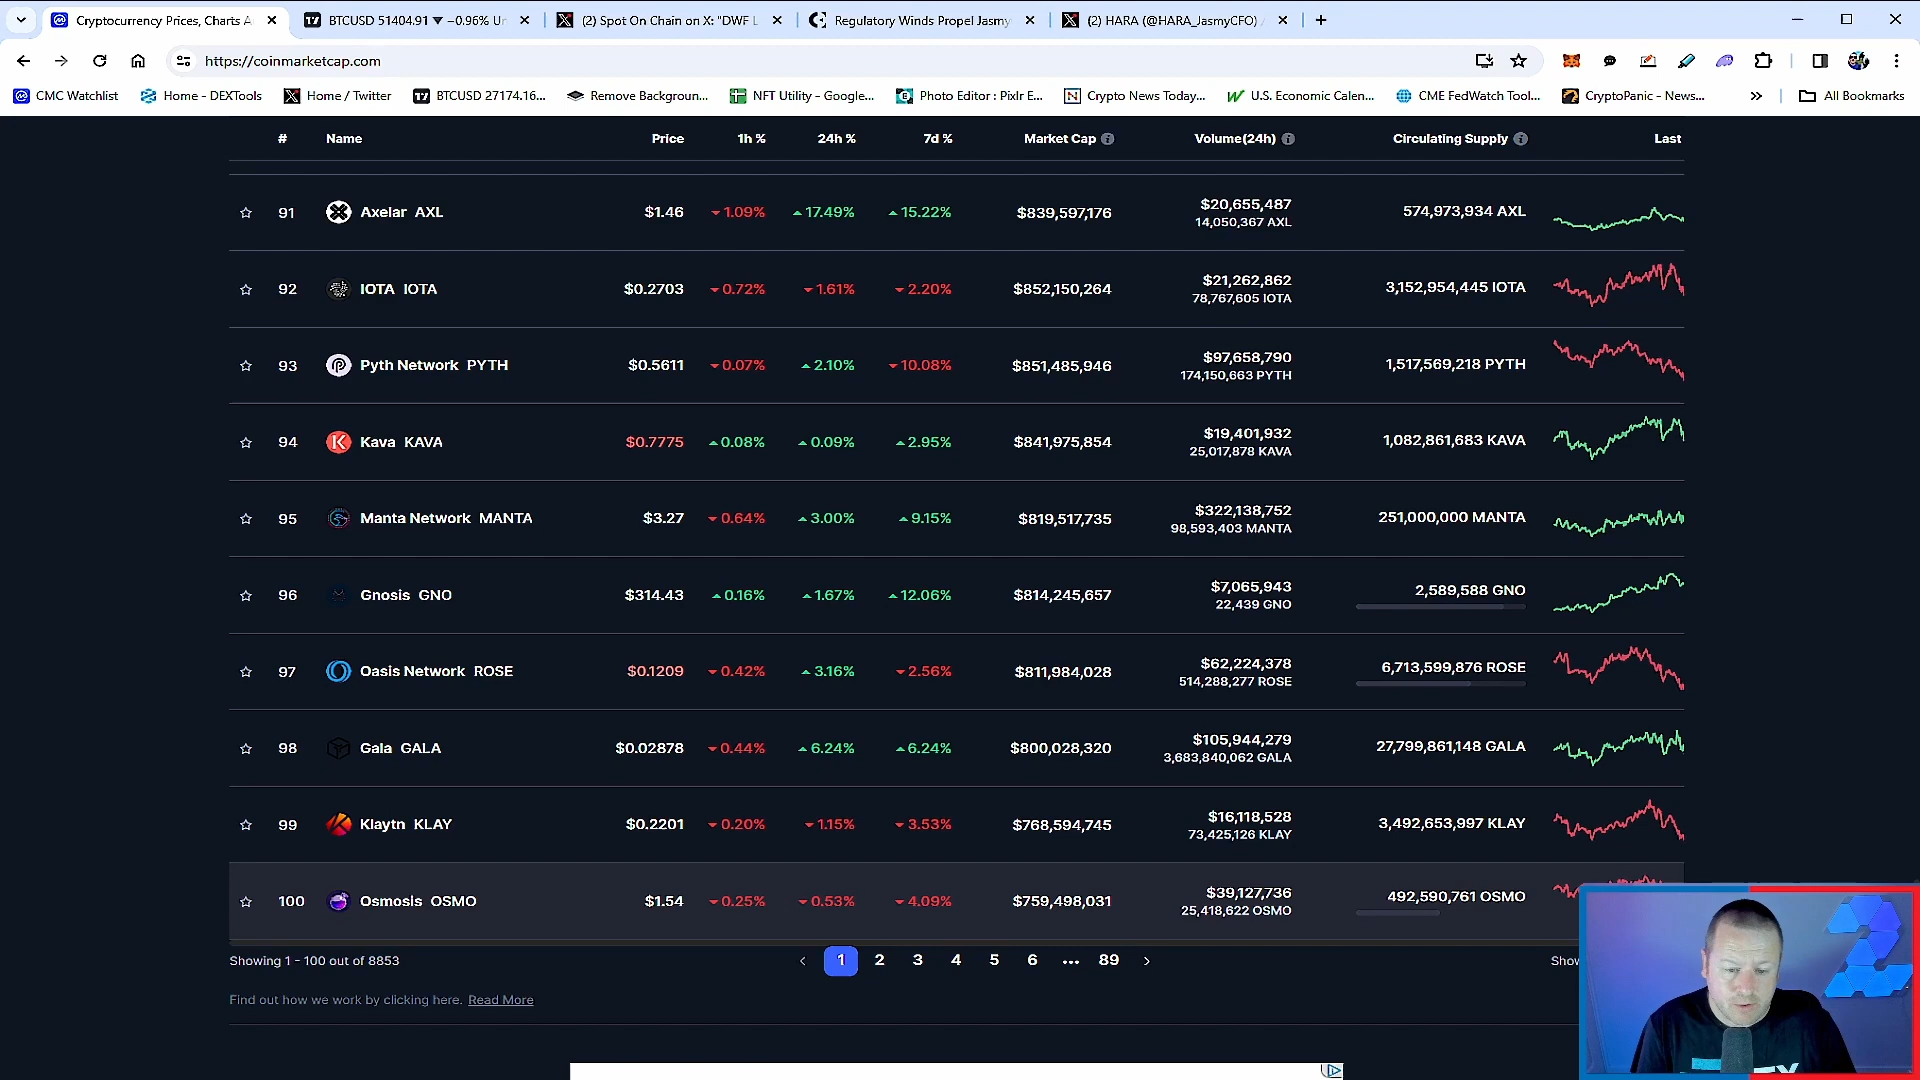 Cryptocurrency Prices, Charts A
BTCUSD 51404.91 ▼ −0.96% Ur
(2) Spot On Chain on X: "DWF L
Regulatory Winds Propel Jasmy
(2) HARA (@HARA_JasmyCFO)
https://coinmarketcap.com
CMC Watchlist
Home - DEXTools
Home / Twitter
BTCUSD 27174.16...
Remove Backgroun...
NFT Utility - Google...
Photo Editor : Pixlr E...
Crypto News Today...
U.S. Economic Calen...
CME FedWatch Tool...
CryptoPanic - News...
All Bookmarks
# Name Price 1h % 24h % 7d % Market Cap Volume(24h) Circulating Supply Last
91 Axelar AXL $1.46 1.09% 17.49% 15.22% $839,597,176 $20,655,487 574,973,934 AXL
14,050,367 AXL
92 IOTA IOTA $0.2703 0.72% 1.61% 2.20% $852,150,264 $21,262,862 3,152,954,445 IOTA
78,767,605 IOTA
93 Pyth Network PYTH $0.5611 0.07% 2.10% 10.08% $851,485,946 $97,658,790 1,517,569,218 PYTH
174,150,663 PYTH
94 Kava KAVA $0.7775 0.08% 0.09% 2.95% $841,975,854 $19,401,932 1,082,861,683 KAVA
25,017,878 KAVA
95 Manta Network MANTA $3.27 0.64% 3.00% 9.15% $819,517,735 $322,138,752 251,000,000 MANTA
98,593,403 MANTA
96 Gnosis GNO $314.43 0.16% 1.67% 12.06% $814,245,657 $7,065,943 2,589,588 GNO
22,439 GNO
97 Oasis Network ROSE $0.1209 0.42% 3.16% 2.56% $811,984,028 $62,224,378 6,713,599,876 ROSE
514,288,277 ROSE
98 Gala GALA $0.02878 0.44% 6.24% 6.24% $800,028,320 $105,944,279 27,799,861,148 GALA
3,683,840,062 GALA
99 Klaytn KLAY $0.2201 0.20% 1.15% 3.53% $768,594,745 $16,118,528 3,492,653,997 KLAY
73,425,126 KLAY
100 Osmosis OSMO $1.54 0.25% 0.53% 4.09% $759,498,031 $39,127,736 492,590,761 OSMO
25,418,622 OSMO
Showing 1 - 100 out of 8853
1 2 3 4 5 6 ... 89
Show
Find out how we work by clicking here. Read More